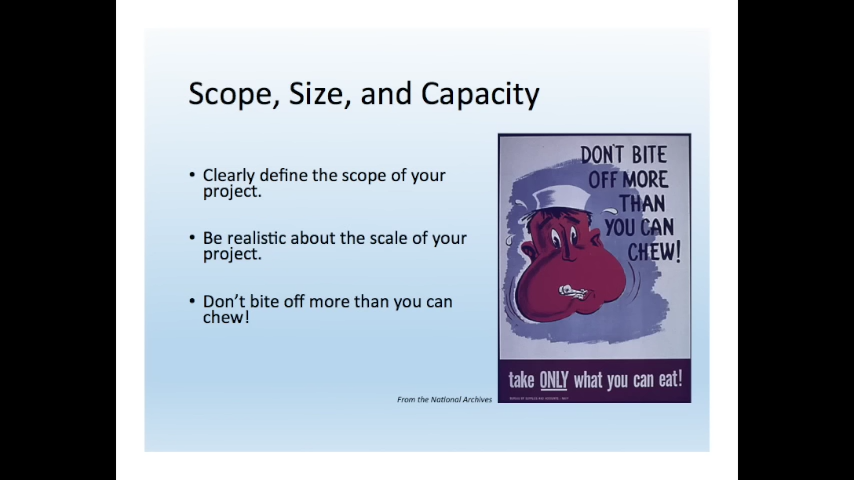 Scope, Size, and Capacity
• Clearly define the scope of your
project.
• Be realistic about the scale of your
project.
• Don't bite off more than you can
chew!
DON'T BITE
OFF MORE
THAN
YOU CAN
CHEW!
take ONLY what you can eat!
From the National Archives